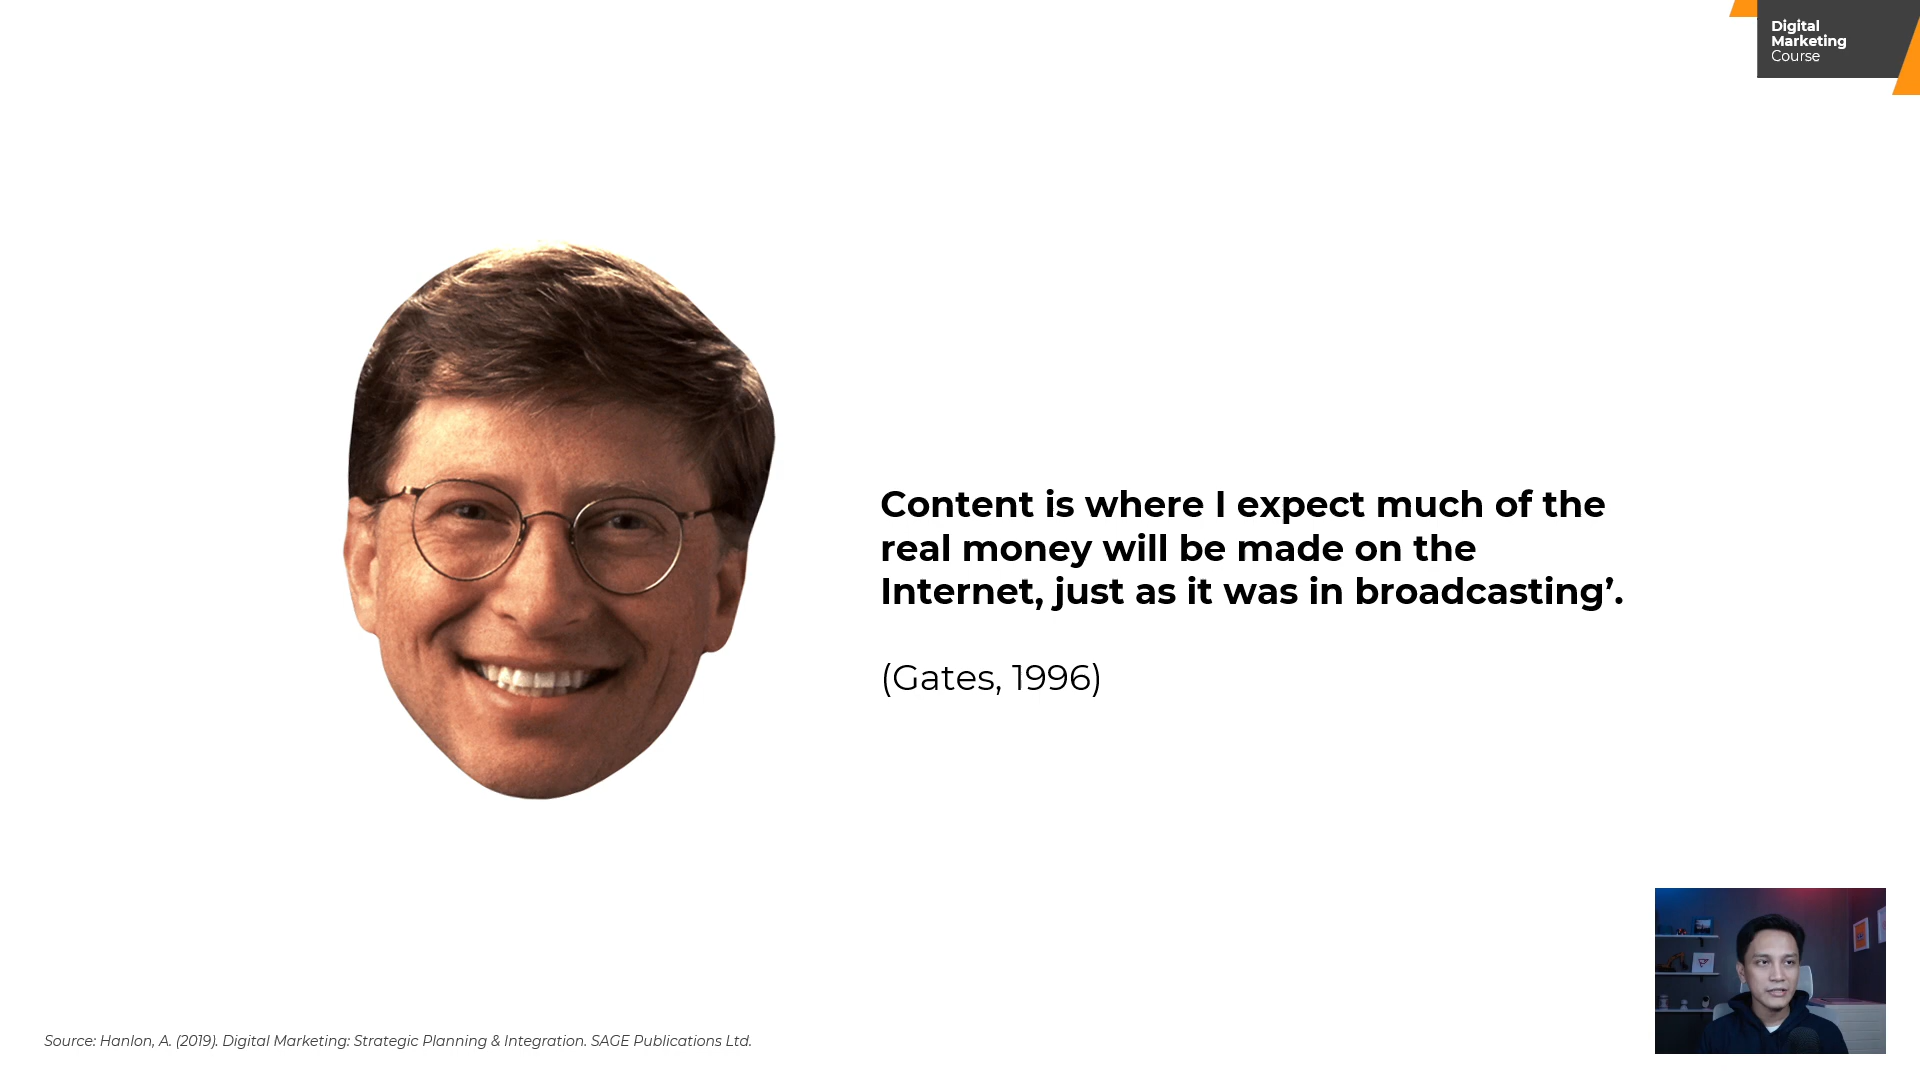 Digital
Marketing
Course
Content is where I expect much of the
real money will be made on the
Internet, just as it was in broadcasting’.
(Gates, 1996)
Source: Hanlon, A. (2019). Digital Marketing: Strategic Planning & Integration. SAGE Publications Ltd.